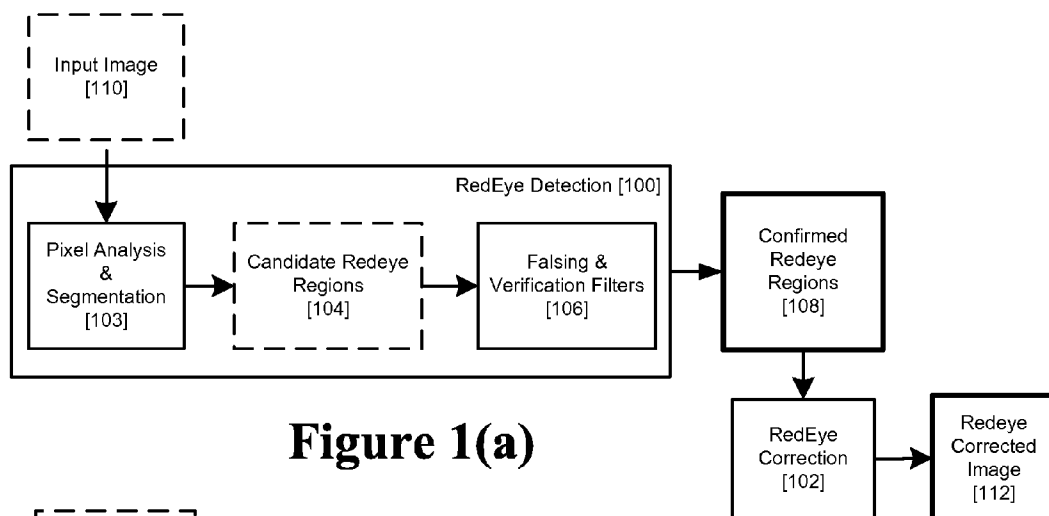 Input Image
[110]
RedEye Detection [100]
Pixel Analysis
&
Segmentation
[103]
Candidate Redeye
Regions
[104]
Falsing &
Verification Filters
[106]
Confirmed
Redeye
Regions
[108]
RedEye
Correction
[102]
Redeye
Corrected
Image
[112]
Figure 1(a)